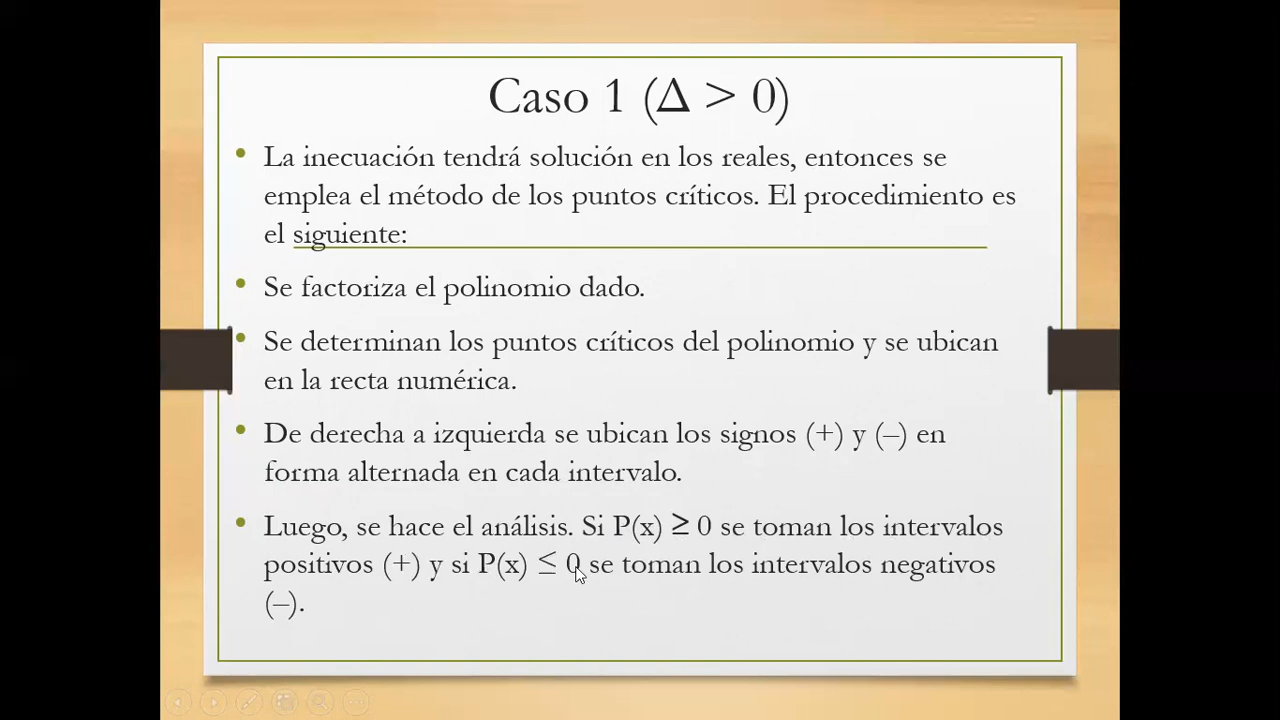 Caso 1 (Δ > 0)
• La inecuación tendrá solución en los reales, entonces se
emplea el método de los puntos críticos. El procedimiento es
el siguiente:
• Se factoriza el polinomio dado.
• Se determinan los puntos críticos del polinomio y se ubican
en la recta numérica.
• De derecha a izquierda se ubican los signos (+) y (–) en
forma alternada en cada intervalo.
• Luego, se hace el análisis. Si P(x) ≥ 0 se toman los intervalos
positivos (+) y si P(x) ≤ 0 se toman los intervalos negativos
(–).